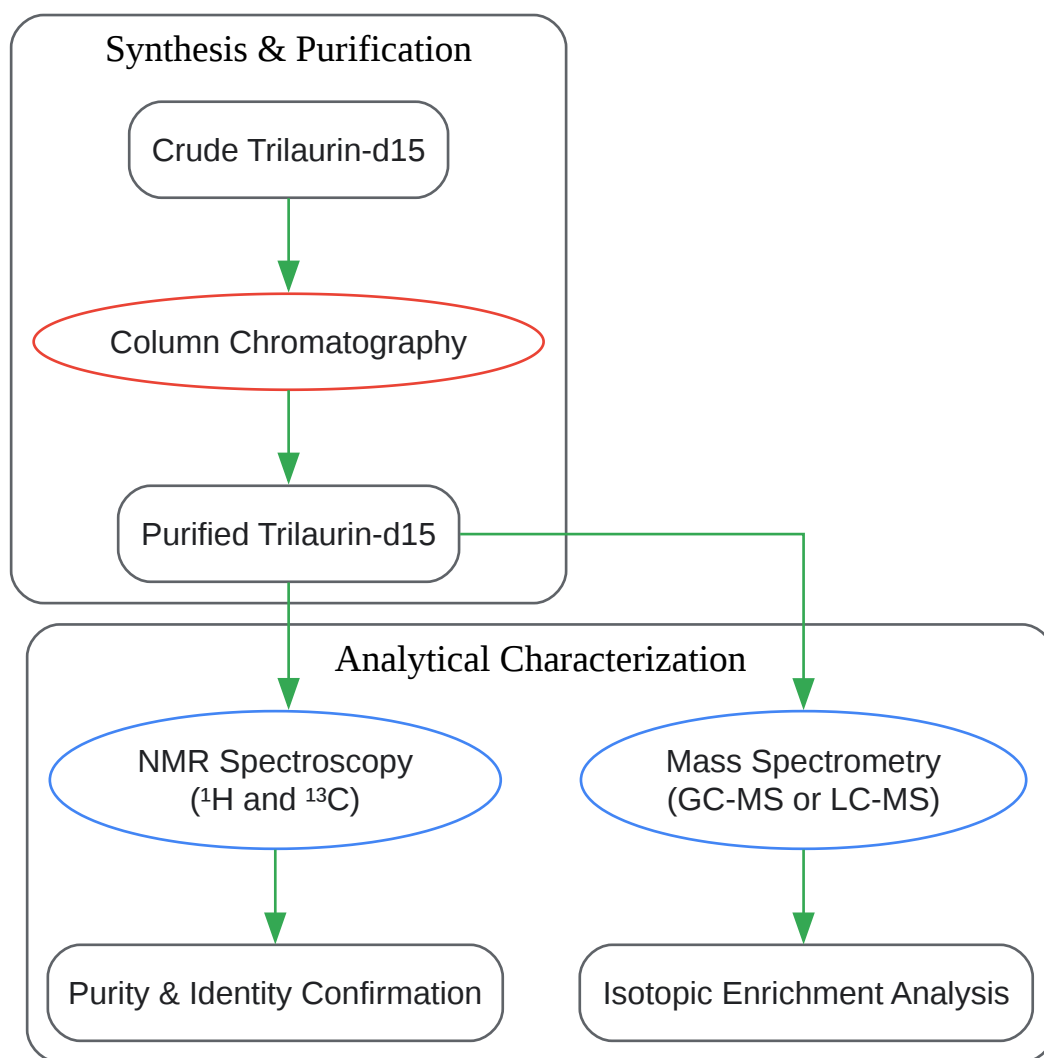 Synthesis & Purification
Crude Trilaurin-d15
Column Chromatography
Purified Trilaurin-d15
Analytical Characterization
NMR Spectroscopy
(¹H and ¹³C)
Mass Spectrometry
(GC-MS or LC-MS)
Purity & Identity Confirmation
Isotopic Enrichment Analysis